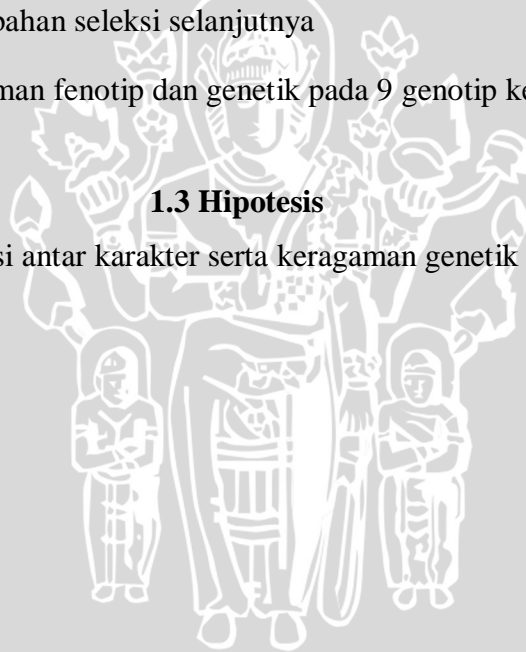 bahan seleksi selanjutnya
man fenotip dan genetik pada 9 genotip ke
1.3 Hipotesis
si antar karakter serta keragaman genetik